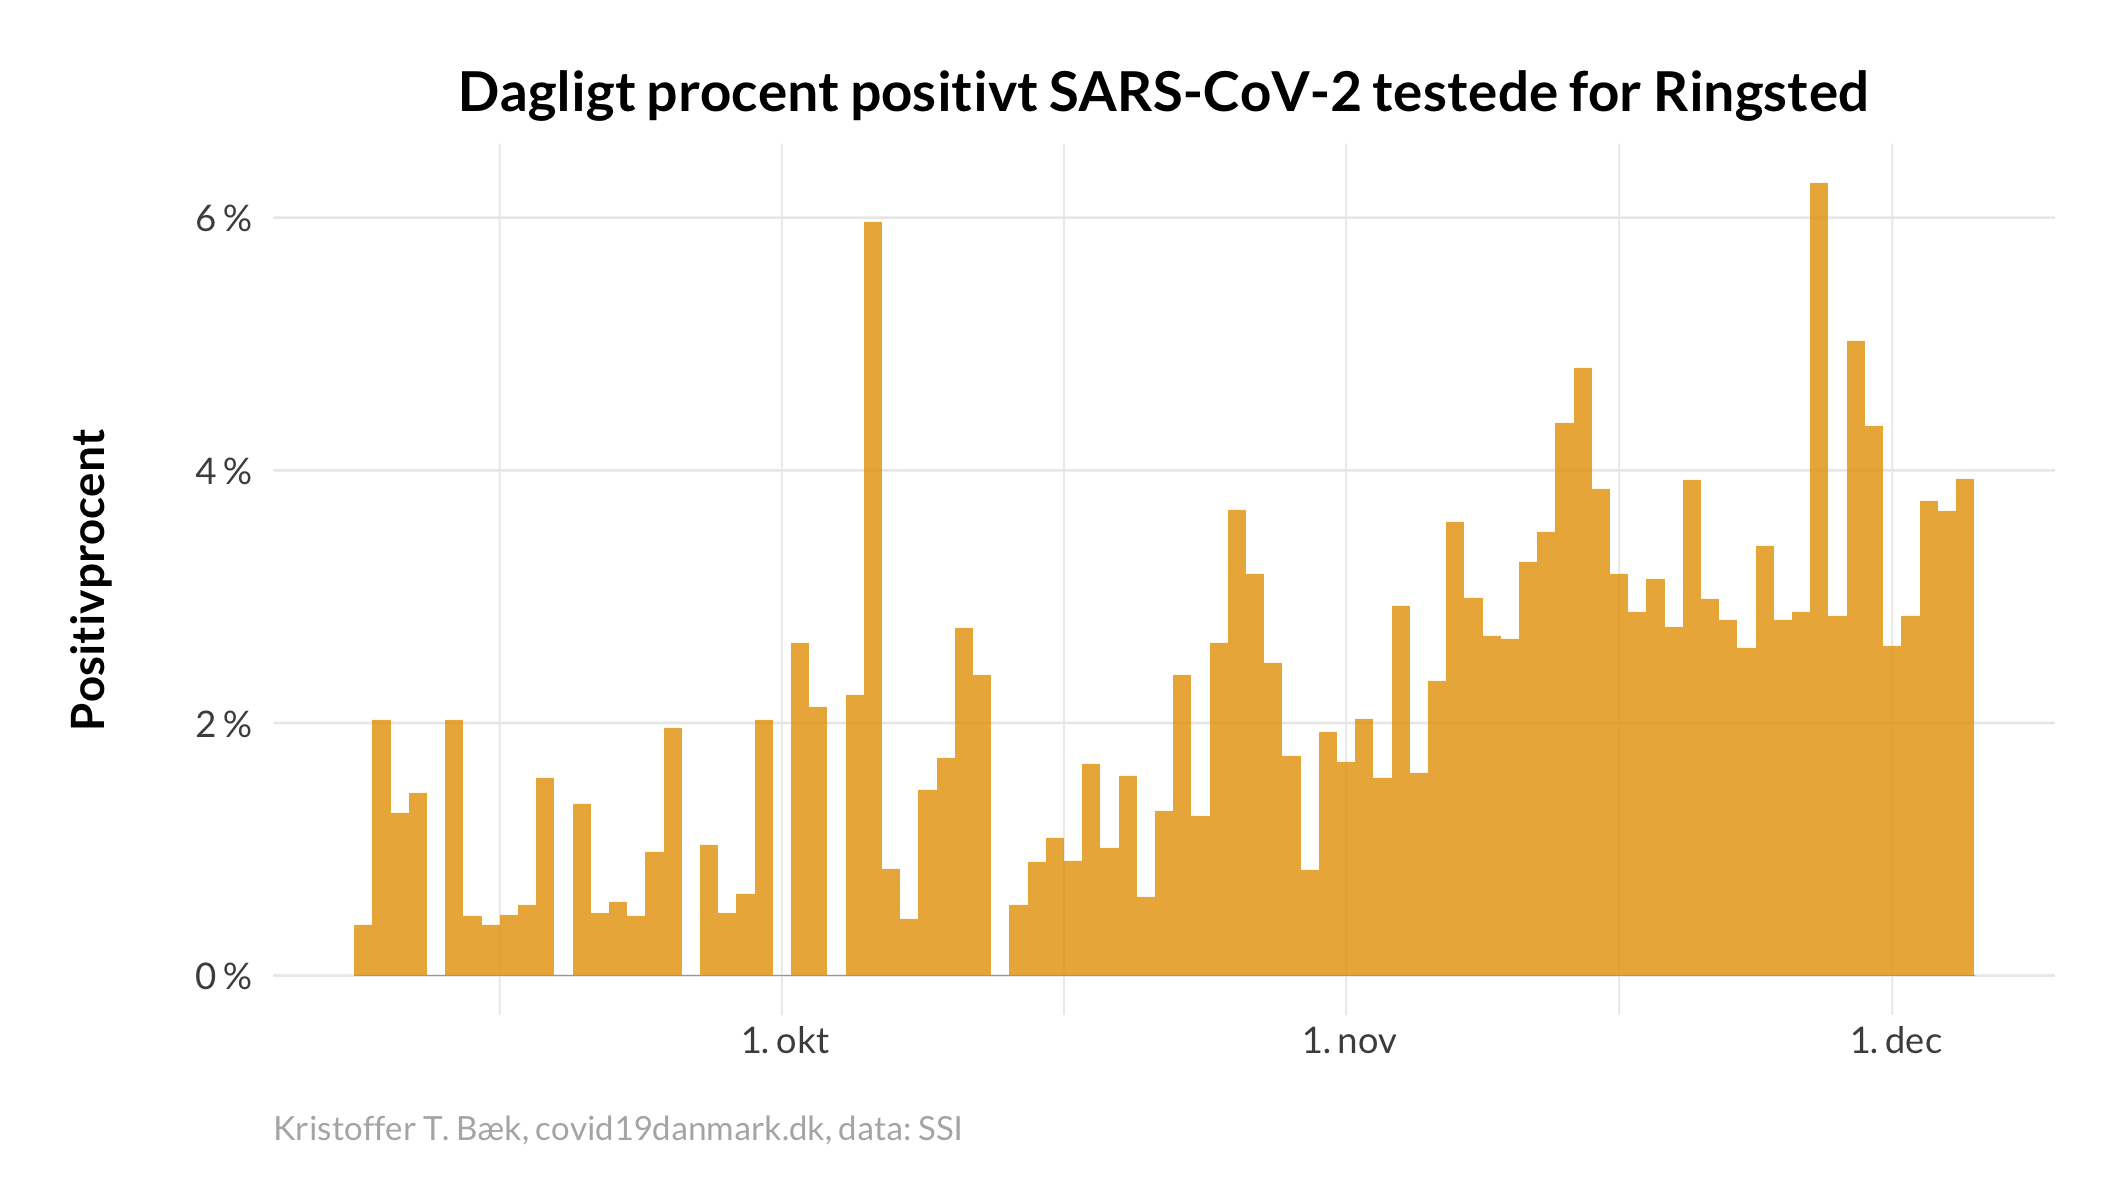 Dagligt procent positivt SARS-CoV-2 testede for Ringsted
Positivprocent
6 %
4 %
2 %
0 %
1. okt
1. nov
1. dec
Kristoffer T. Bæk, covid19danmark.dk, data: SSI